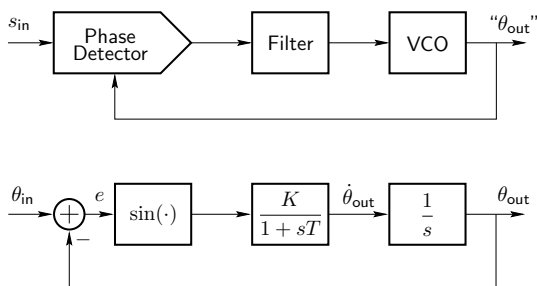 s_in
Phase
Detector
Filter
VCO
“θ_out”
θ_in
+
−
e
sin(·)
K
1 + sT
θ̇_out
1
s
θ_out